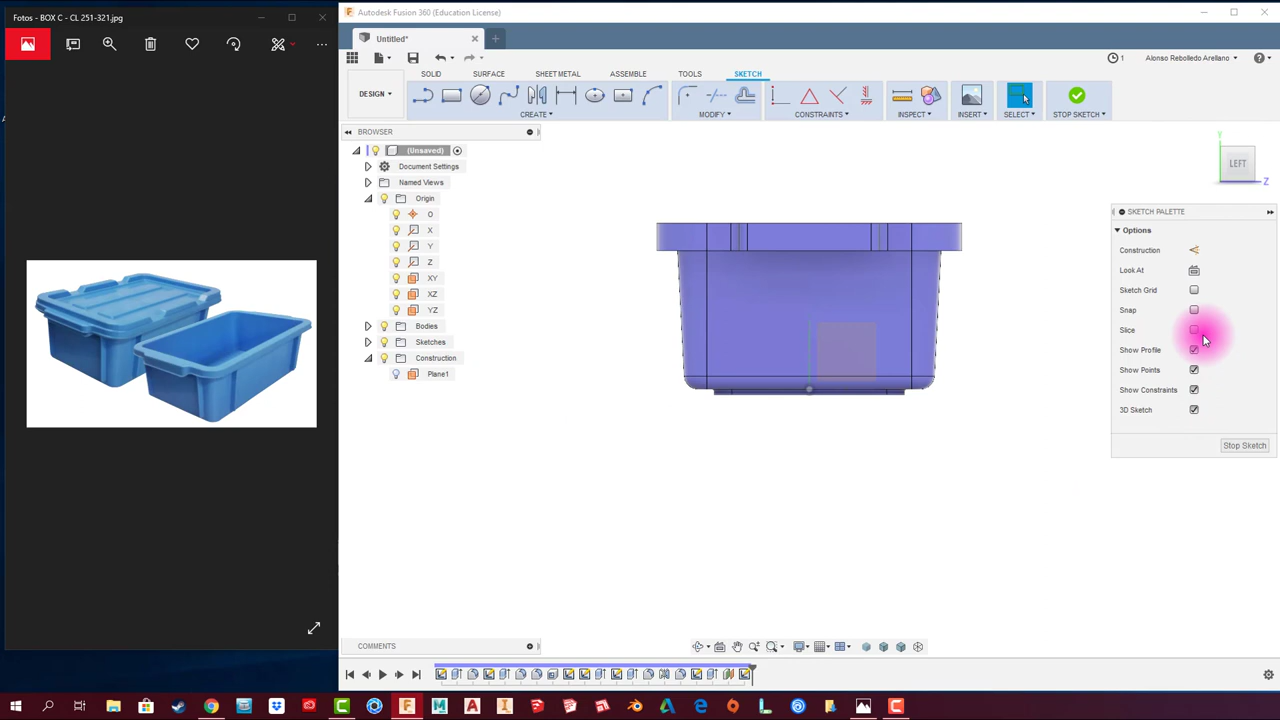 Fotos - BOX C - CL 251-321.jpg
Autodesk Fusion 360 (Education License)
Untitled*
1
Alonso Rebolledo Arellano
DESIGN
SOLID
SURFACE
SHEET METAL
ASSEMBLE
TOOLS
SKETCH
CREATE
MODIFY
CONSTRAINTS
INSPECT
INSERT
SELECT
STOP SKETCH
BROWSER
(Unsaved)
Document Settings
Named Views
Origin
O
X
Y
Z
XY
XZ
YZ
Bodies
Sketches
Construction
Plane1
Y
LEFT
Z
SKETCH PALETTE
Options
Construction
Look At
Sketch Grid
Snap
Slice
Show Profile
Show Points
Show Constraints
3D Sketch
Stop Sketch
COMMENTS